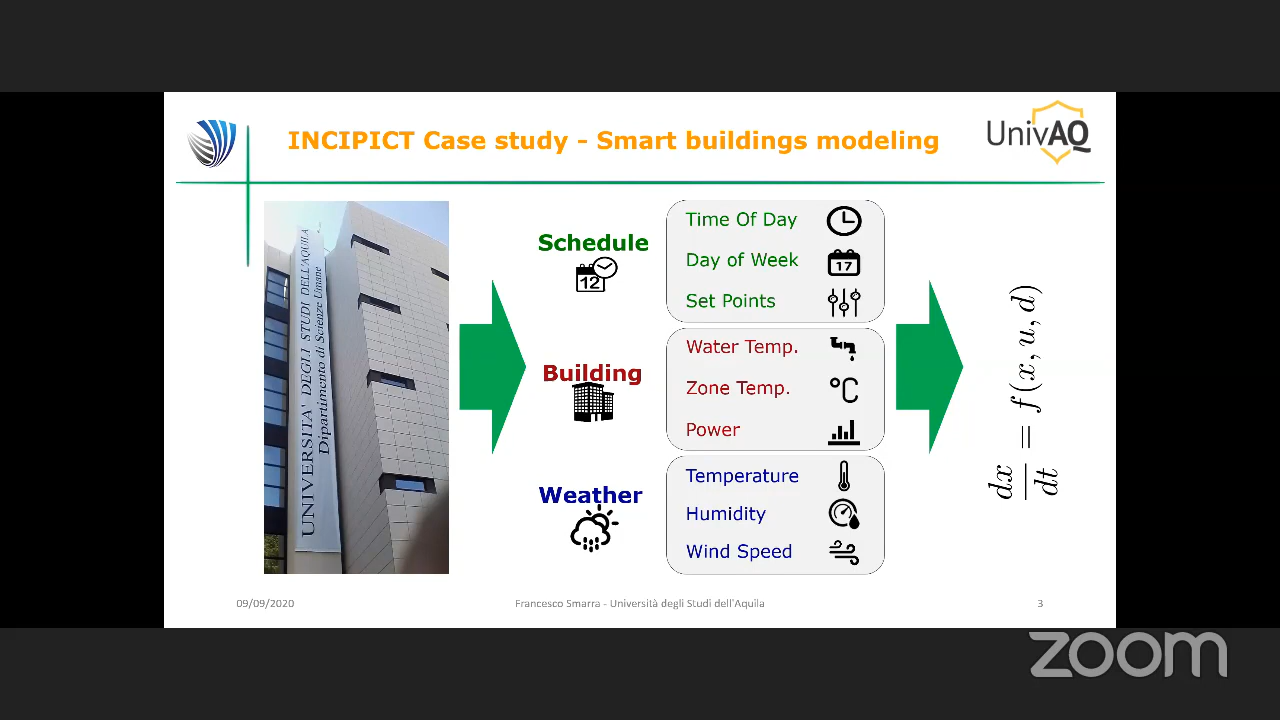 INCIPICT Case study - Smart buildings modeling
UnivAQ
UNIVERSITA' DEGLI STUDI DELL'AQUILA
Dipartimento di Scienze Umane
Schedule
12
Time Of Day
Day of Week
17
Set Points
Building
Water Temp.
Zone Temp.
°C
Power
Weather
Temperature
Humidity
Wind Speed
dx/dt = f(x, u, d)
09/09/2020
Francesco Smarra - Università degli Studi dell'Aquila
3
zoom